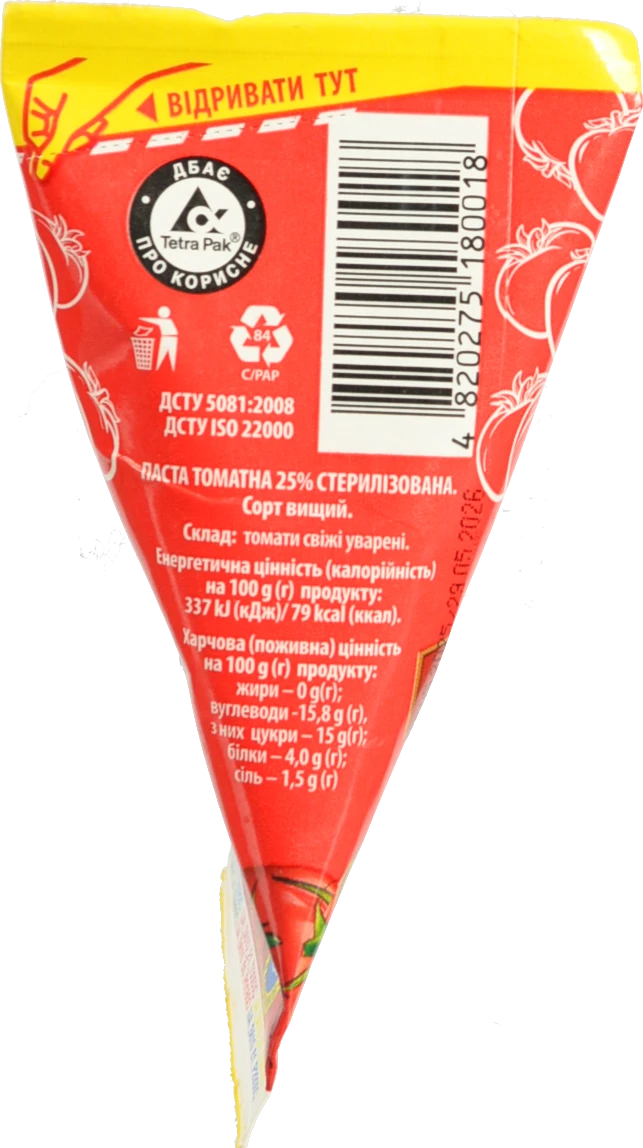 ВІДРИВАТИ ТУТ
ДБАЄ
Tetra Pak®
ПРО КОРИСНЕ
84
C/PAP
4 820275 180018
ДСТУ 5081:2008
ДСТУ ISO 22000
ПАСТА ТОМАТНА 25% СТЕРИЛІЗОВАНА.
Сорт вищий.
Склад: томати свіжі уварені.
Енергетична цінність (калорійність)
на 100 g (г) продукту:
337 kJ (кДж)/ 79 kcal (ккал).
Харчова (поживна) цінність
на 100 g (г) продукту:
жири – 0 g(г);
вуглеводи -15,8 g (г),
з них цукри – 15 g(г);
білки – 4,0 g (г);
сіль – 1,5 g (г)
29.05.2026